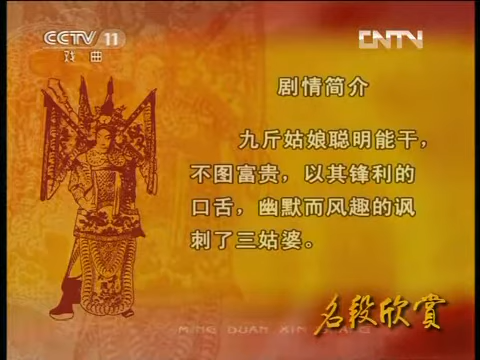 CCTV 11
戏曲
CNTV
剧情简介
九斤姑娘聪明能干，
不图富贵，以其锋利的
口舌，幽默而风趣的讽
刺了三姑婆。
名段欣赏
MING DUAN XIN SHANG